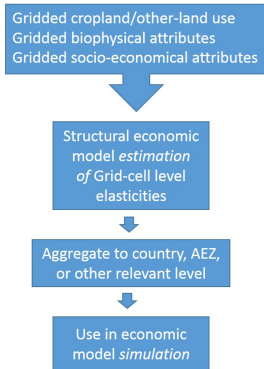 Gridded cropland/other-land use
Gridded biophysical attributes
Gridded socio-economical attributes
Structural economic
model estimation
of Grid-cell level
elasticities
Aggregate to country, AEZ,
or other relevant level
Use in economic
model simulation